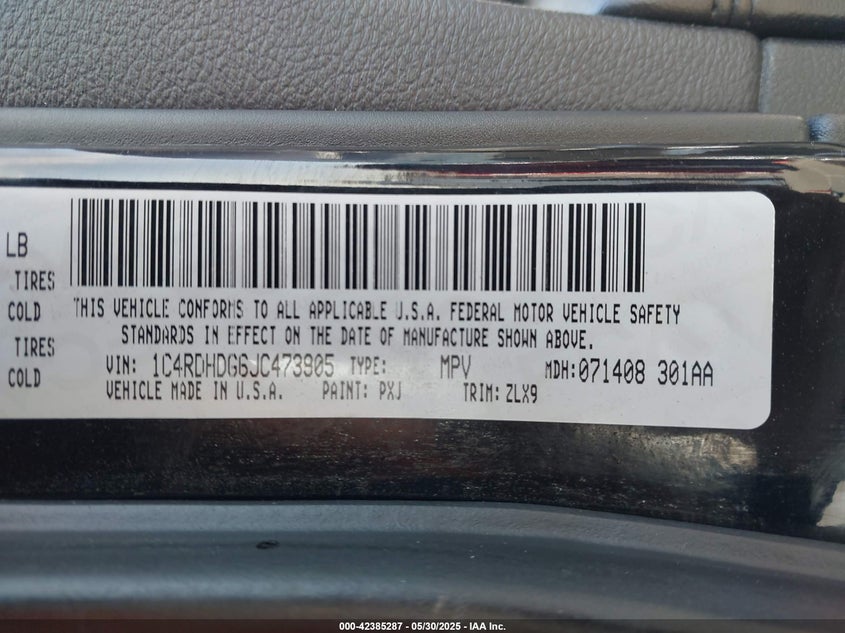 LB
TIRES
COLD
TIRES
COLD
THIS VEHICLE CONFORMS TO ALL APPLICABLE U.S.A. FEDERAL MOTOR VEHICLE SAFETY
STANDARDS IN EFFECT ON THE DATE OF MANUFACTURE SHOWN ABOVE.
VIN: 1C4RDHDG6JC473905 TYPE: MPV MDH:071408 301AA
VEHICLE MADE IN U.S.A. PAINT: PXJ TRIM: ZLX9
000-42385287 - 05/30/2025 - IAA Inc.